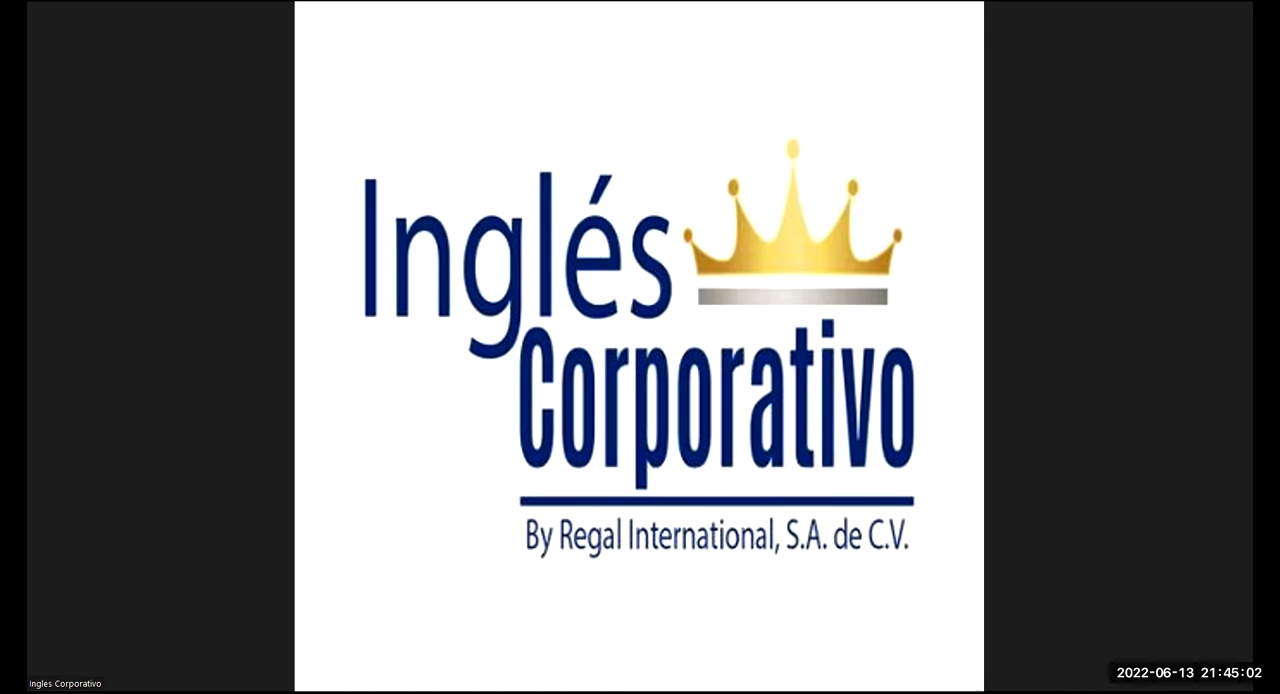 Inglés
Corporativo
By Regal International, S.A. de C.V.
Ingles Corporativo
2022-06-13 21:45:02